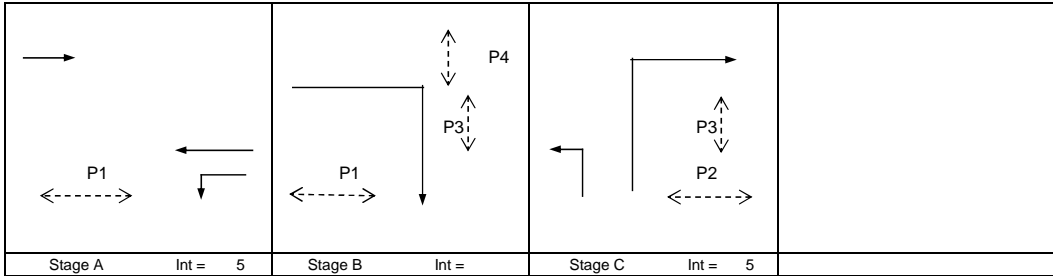 P1
Stage A Int = 5
P4
P3
P1
Stage B Int =
P3
P2
Stage C Int = 5